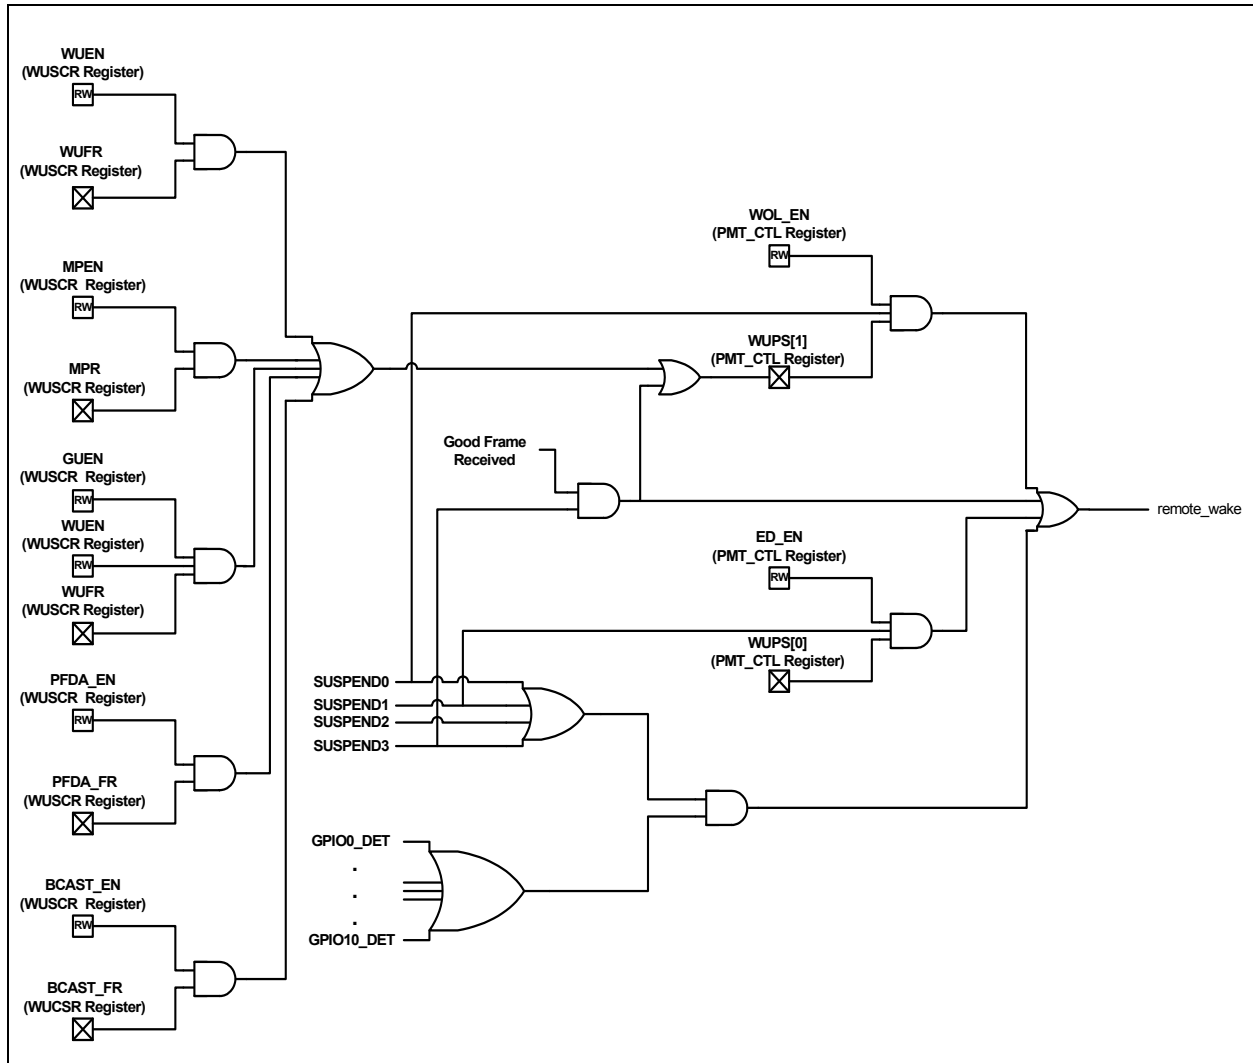 WUEN
(WUSCR Register)
RW
WUFR
(WUSCR Register)
MPEN
(WUSCR Register)
RW
MPR
(WUSCR Register)
GUEN
(WUSCR Register)
RW
WUEN
(WUSCR Register)
RW
WUFR
(WUSCR Register)
PFDA_EN
(WUSCR Register)
RW
PFDA_FR
(WUSCR Register)
BCAST_EN
(WUSCR Register)
RW
BCAST_FR
(WUCSR Register)
Good Frame
Received
SUSPEND0
SUSPEND1
SUSPEND2
SUSPEND3
GPIO0_DET
.
.
.
GPIO10_DET
WOL_EN
(PMT_CTL Register)
RW
WUPS[1]
(PMT_CTL Register)
ED_EN
(PMT_CTL Register)
RW
WUPS[0]
(PMT_CTL Register)
remote_wake